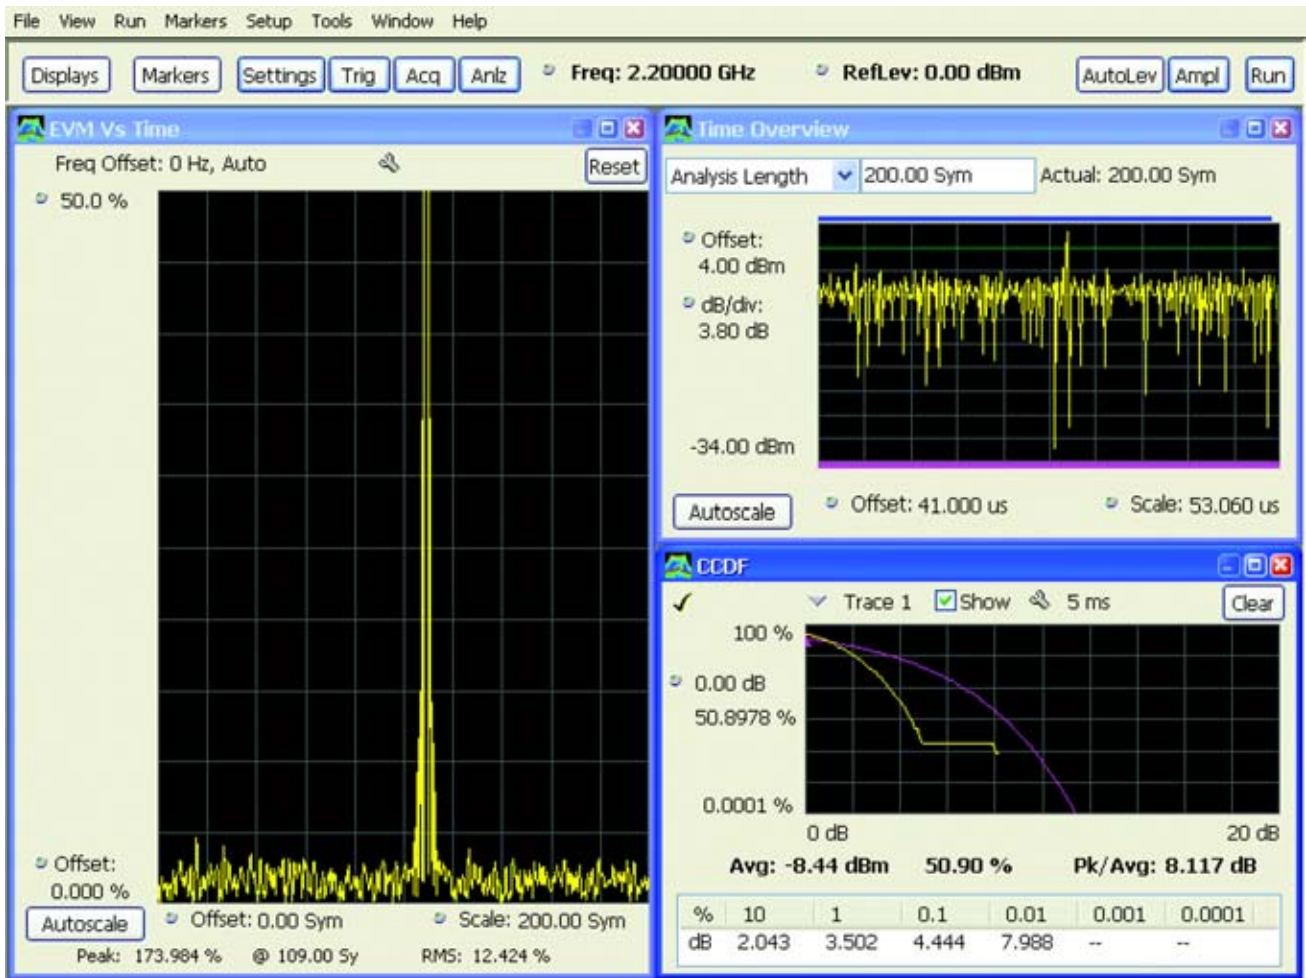 File View Run Markers Setup Tools Window Help
Displays Markers Settings Trig Acq Anlz Freq: 2.20000 GHz RefLev: 0.00 dBm AutoLev Ampl Run
EVM Vs Time
Freq Offset: 0 Hz, Auto Reset
50.0 %
Offset:
0.000 %
Autoscale Offset: 0.00 Sym Scale: 200.00 Sym
Peak: 173.984 % @ 109.00 Sy RMS: 12.424 %
Time Overview
Analysis Length 200.00 Sym Actual: 200.00 Sym
Offset:
4.00 dBm
dB/div:
3.80 dB
-34.00 dBm
Autoscale Offset: 41.000 us Scale: 53.060 us
CCDF
Trace 1 Show 5 ms Clear
100 %
0.00 dB
50.8978 %
0.0001 %
0 dB 20 dB
Avg: -8.44 dBm 50.90 % Pk/Avg: 8.117 dB
% 10 1 0.1 0.01 0.001 0.0001
dB 2.043 3.502 4.444 7.988 -- --